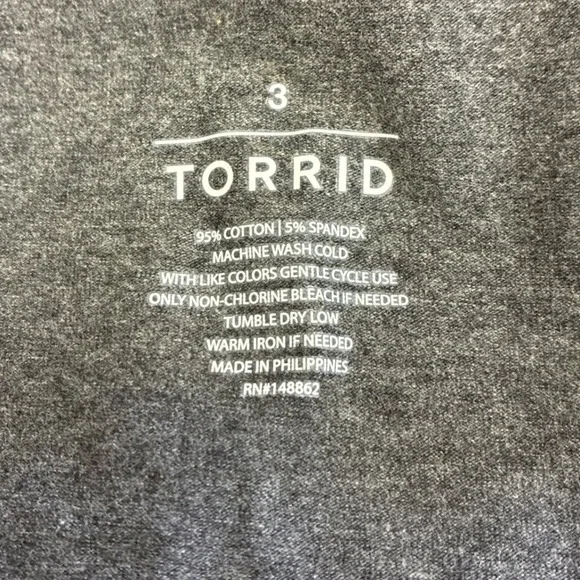 3
TORRID
95% COTTON | 5% SPANDEX
MACHINE WASH COLD
WITH LIKE COLORS GENTLE CYCLE USE
ONLY NON-CHLORINE BLEACH IF NEEDED
TUMBLE DRY LOW
WARM IRON IF NEEDED
MADE IN PHILIPPINES
RN#148862